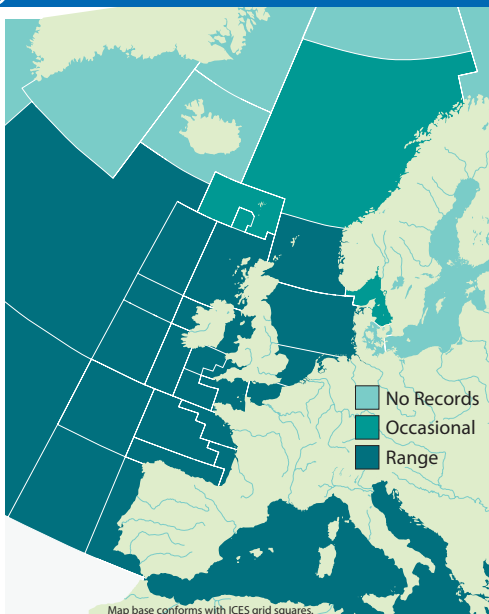 No Records
Occasional
Range
Map base conforms with ICES grid squares.